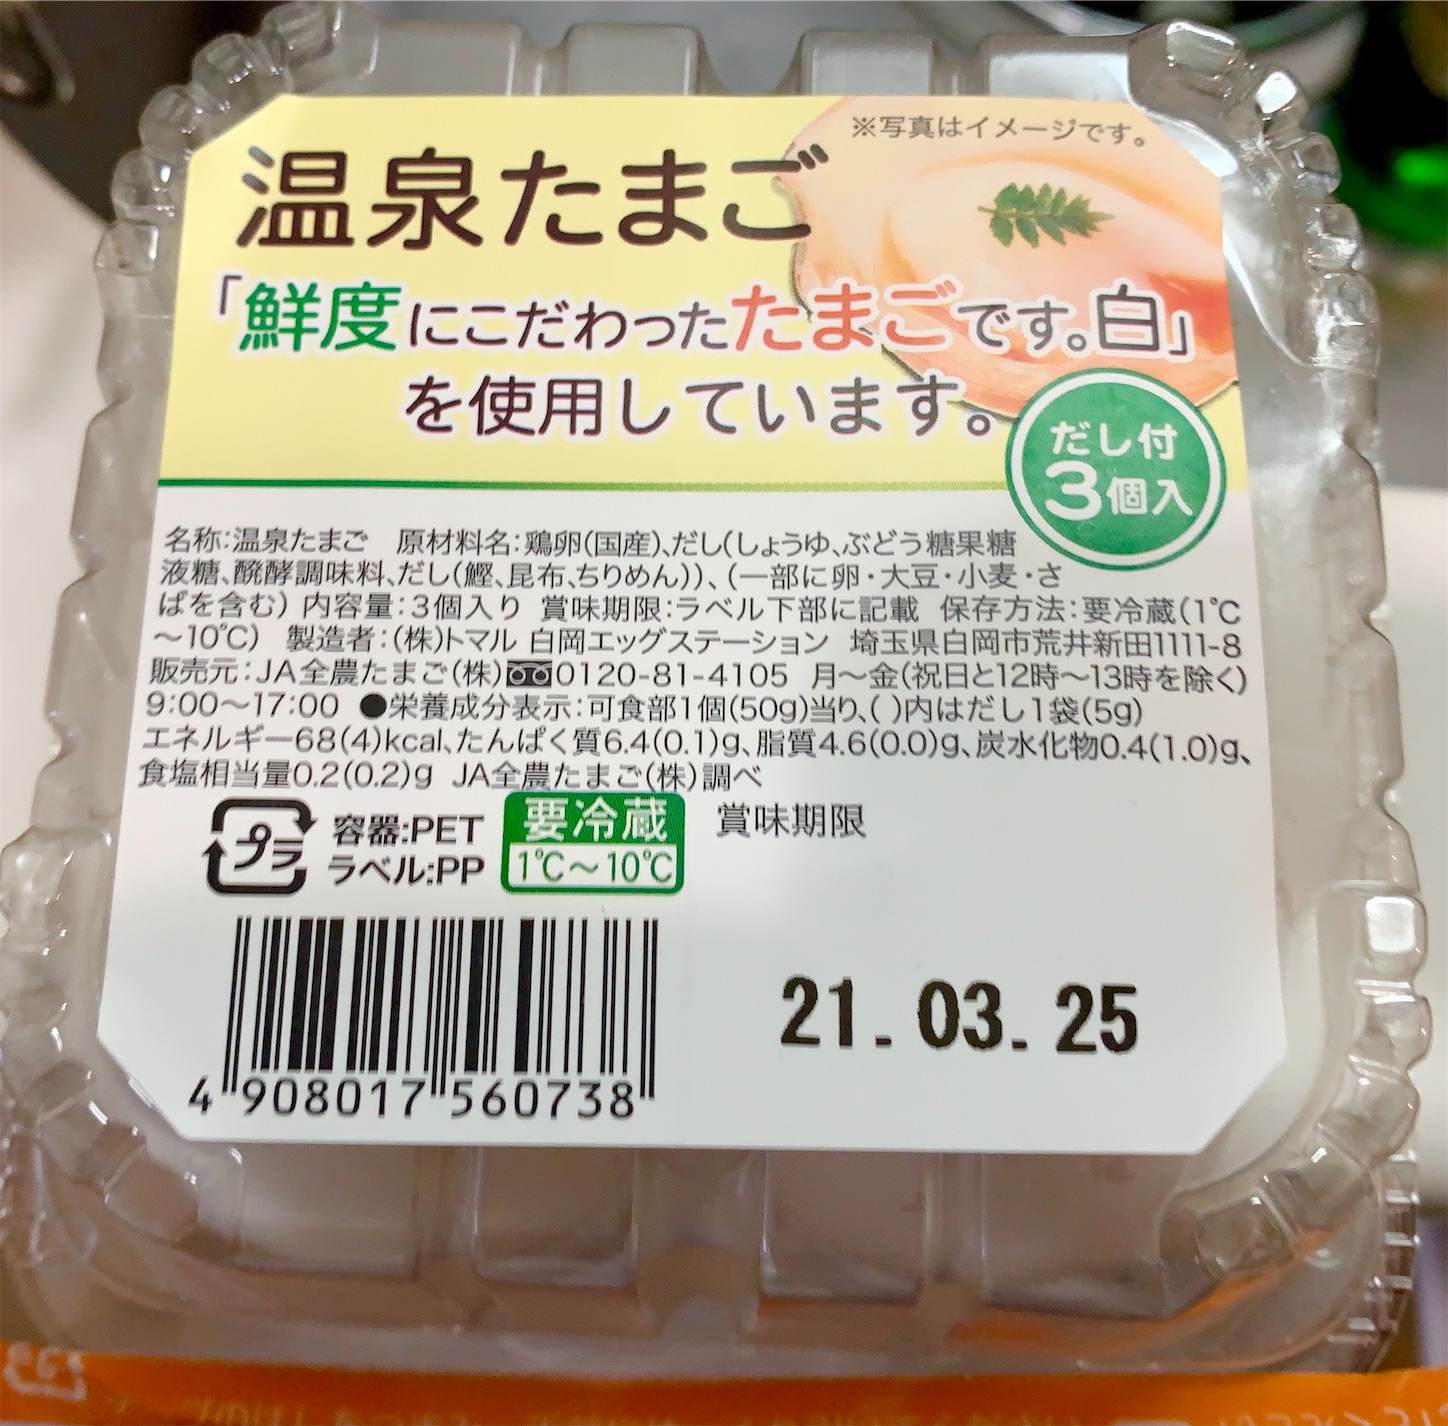 ※写真はイメージです。
温泉たまご
「鮮度にこだわったたまごです。白」
を使用しています。
だし付
3個入
名称:温泉たまご 原材料名:鶏卵(国産)、だし(しょうゆ、ぶどう糖果糖
液糖、醗酵調味料、だし(鰹、昆布、ちりめん))、(一部に卵・大豆・小麦・さ
ばを含む) 内容量:3個入り 賞味期限:ラベル下部に記載 保存方法:要冷蔵(1℃
～10℃) 製造者:(株)トマル 白岡エッグステーション 埼玉県白岡市荒井新田1111-8
販売元:JA全農たまご(株)0120-81-4105 月～金(祝日と12時～13時を除く)
9:00～17:00 ●栄養成分表示:可食部1個(50g)当り、( )内はだし1袋(5g)
エネルギー68(4)kcal、たんぱく質6.4(0.1)g、脂質4.6(0.0)g、炭水化物0.4(1.0)g、
食塩相当量0.2(0.2)g JA全農たまご(株)調べ
プラ
容器:PET
ラベル:PP
要冷蔵
1℃～10℃
賞味期限
21.03.25
4 908017 560738